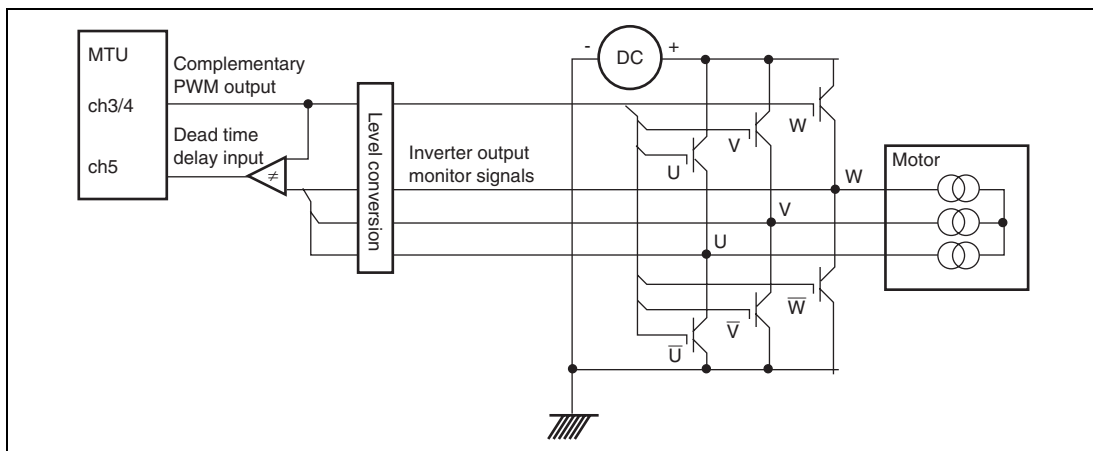 MTU
ch3/4
ch5
Complementary
PWM output
Dead time
delay input
≠
Level conversion
Inverter output
monitor signals
- DC +
W
V
U
W
V
U
W̅
V̅
U̅
Motor